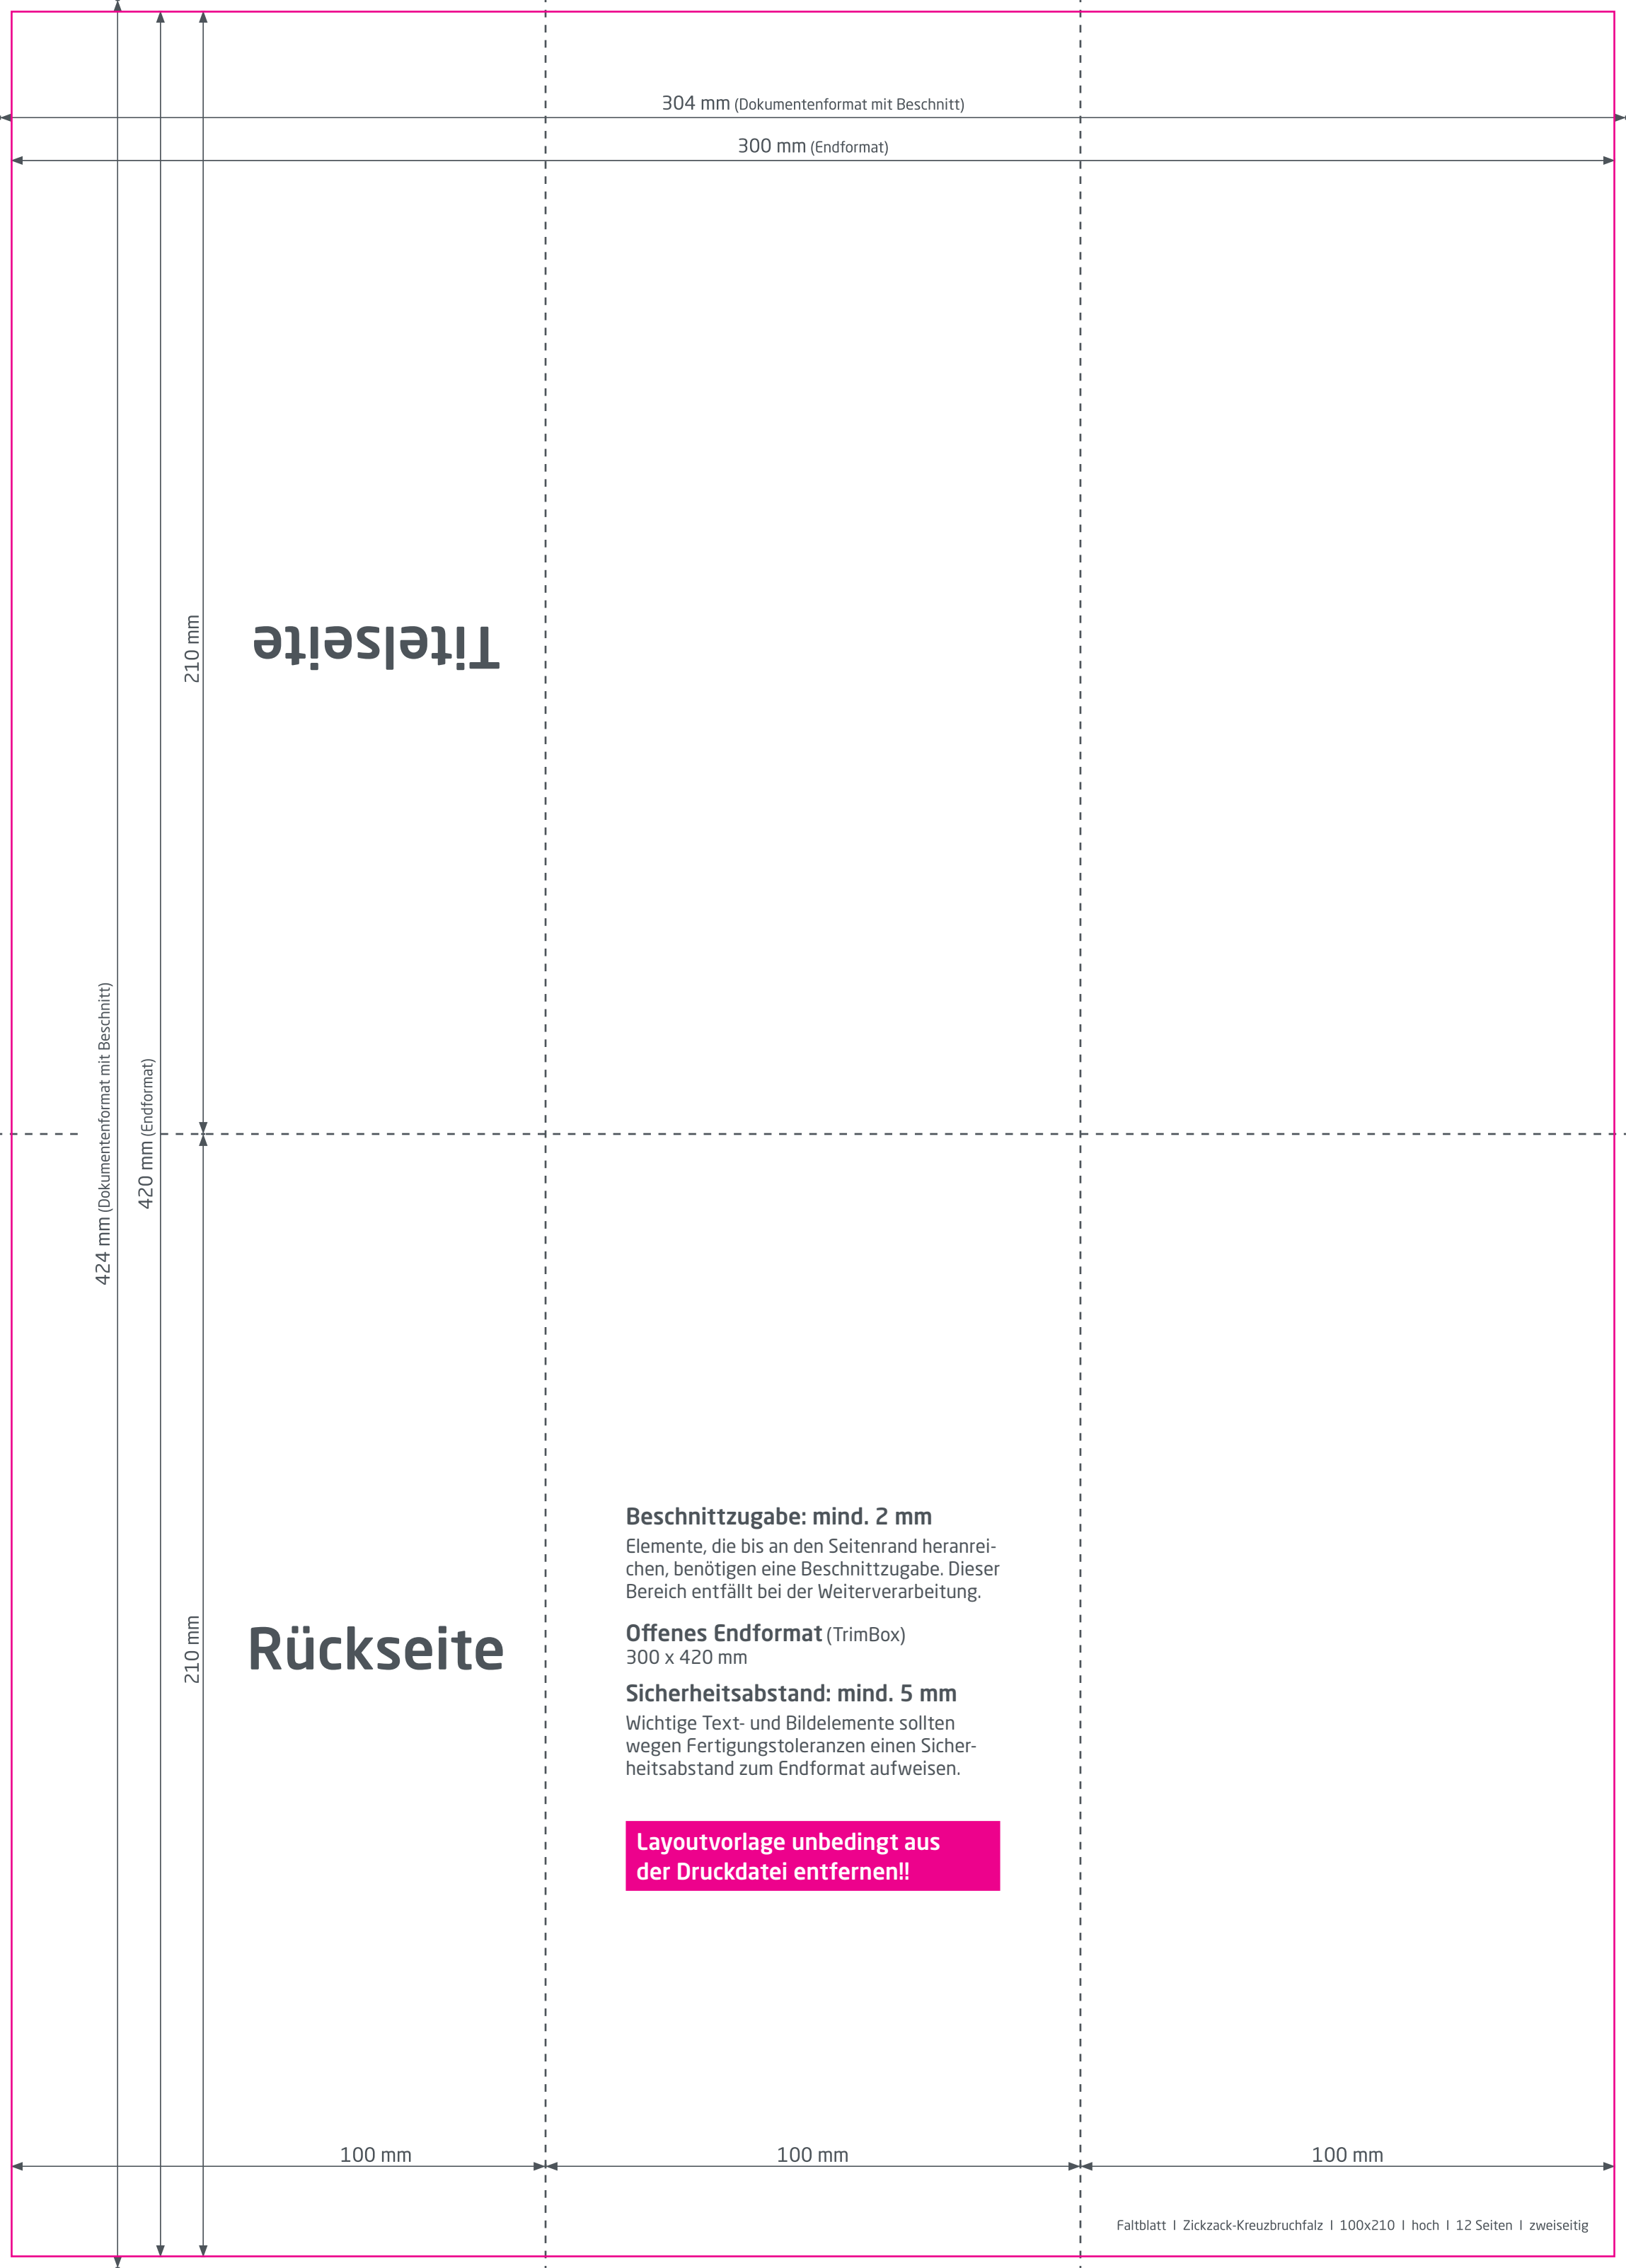 304 mm (Dokumentenformat mit Beschnitt)
300 mm (Endformat)
210 mm
Titelseite
424 mm (Dokumentenformat mit Beschnitt)
420 mm (Endformat)
Beschnittzugabe: mind. 2 mm
Elemente, die bis an den Seitenrand heranrei-
chen, benötigen eine Beschnittzugabe. Dieser
Bereich entfällt bei der Weiterverarbeitung.
210 mm
Rückseite
Offenes Endformat (TrimBox)
300 x 420 mm
Sicherheitsabstand: mind. 5 mm
Wichtige Text- und Bildelemente sollten
wegen Fertigungstoleranzen einen Sicher-
heitsabstand zum Endformat aufweisen.
Layoutvorlage unbedingt aus
der Druckdatei entfernen!!
100 mm
100 mm
100 mm
Faltblatt I Zickzack-Kreuzbruchfalz I 100x210 I hoch I 12 Seiten I zweiseitig